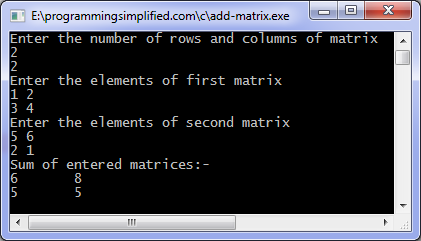 E:\programmingsimplified.com\c\add-matrix.exe
Enter the number of rows and columns of matrix
2
2
Enter the elements of first matrix
1 2
3 4
Enter the elements of second matrix
5 6
2 1
Sum of entered matrices:-
6 8
5 5